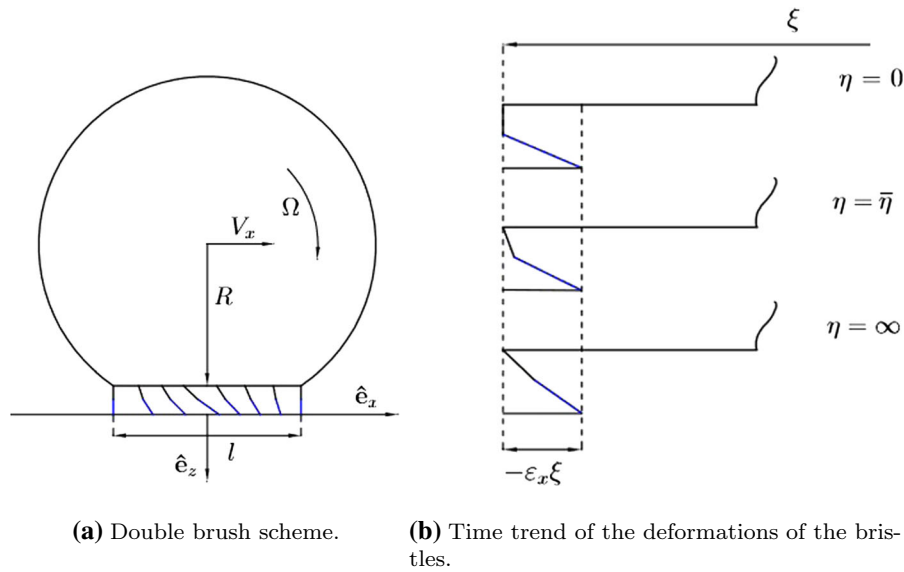 Ω
V_x
R
ê_x
l
ê_z
ξ
η = 0
η = η̅
η = ∞
−ε_xξ
(a) Double brush scheme.
(b) Time trend of the deformations of the bris-
tles.